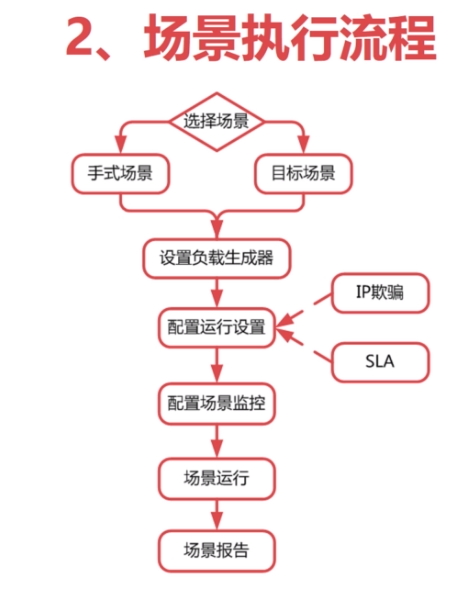 2、场景执行流程
选择场景
手式场景
目标场景
设置负载生成器
IP欺骗
配置运行设置
SLA
配置场景监控
场景运行
场景报告